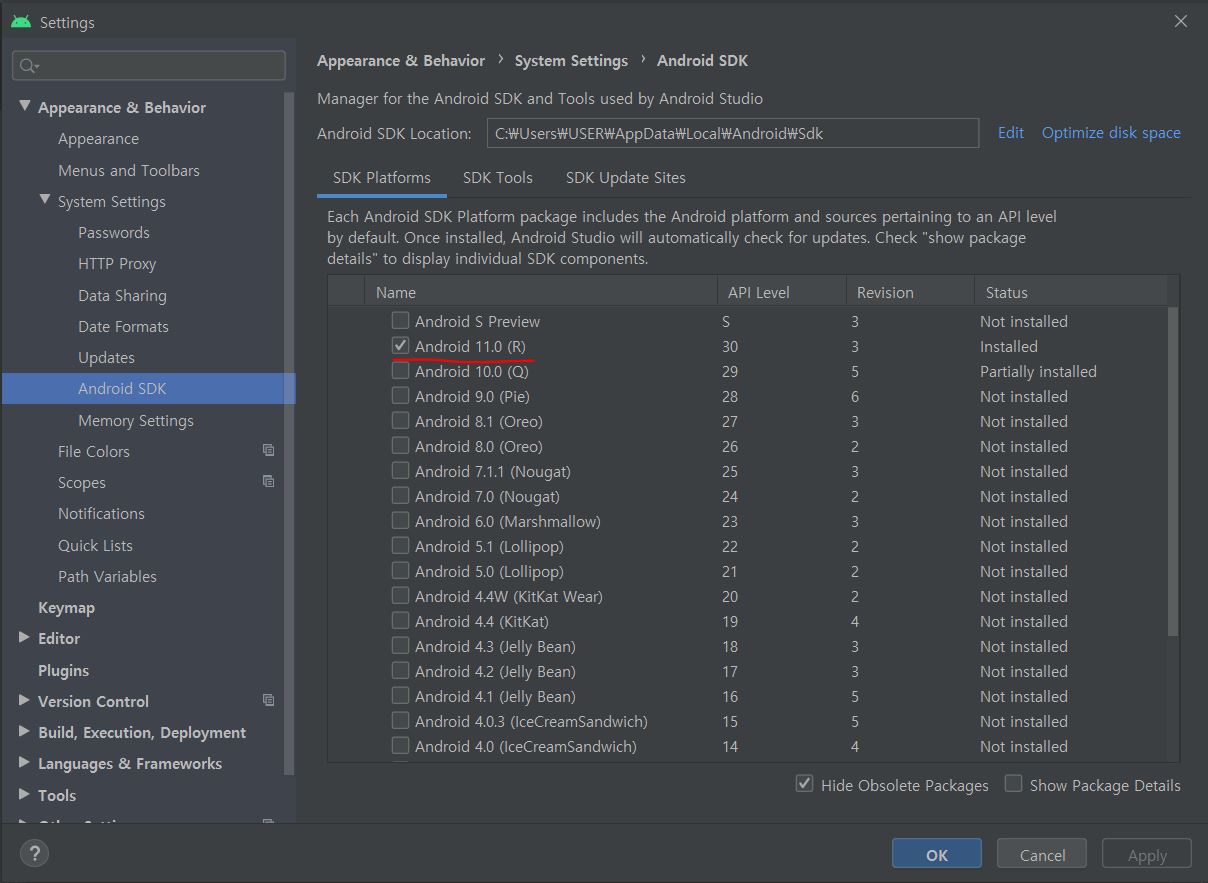 Settings
Appearance & Behavior
Appearance
Menus and Toolbars
System Settings
Passwords
HTTP Proxy
Data Sharing
Date Formats
Updates
Android SDK
Memory Settings
File Colors
Scopes
Notifications
Quick Lists
Path Variables
Keymap
Editor
Plugins
Version Control
Build, Execution, Deployment
Languages & Frameworks
Tools
Appearance & Behavior › System Settings › Android SDK
Manager for the Android SDK and Tools used by Android Studio
Android SDK Location: C:₩Users₩USER₩AppData₩Local₩Android₩Sdk Edit Optimize disk space
SDK Platforms SDK Tools SDK Update Sites
Each Android SDK Platform package includes the Android platform and sources pertaining to an API level
by default. Once installed, Android Studio will automatically check for updates. Check "show package
details" to display individual SDK components.
Name API Level Revision Status
Android S Preview S 3 Not installed
Android 11.0 (R) 30 3 Installed
Android 10.0 (Q) 29 5 Partially installed
Android 9.0 (Pie) 28 6 Not installed
Android 8.1 (Oreo) 27 3 Not installed
Android 8.0 (Oreo) 26 2 Not installed
Android 7.1.1 (Nougat) 25 3 Not installed
Android 7.0 (Nougat) 24 2 Not installed
Android 6.0 (Marshmallow) 23 3 Not installed
Android 5.1 (Lollipop) 22 2 Not installed
Android 5.0 (Lollipop) 21 2 Not installed
Android 4.4W (KitKat Wear) 20 2 Not installed
Android 4.4 (KitKat) 19 4 Not installed
Android 4.3 (Jelly Bean) 18 3 Not installed
Android 4.2 (Jelly Bean) 17 3 Not installed
Android 4.1 (Jelly Bean) 16 5 Not installed
Android 4.0.3 (IceCreamSandwich) 15 5 Not installed
Android 4.0 (IceCreamSandwich) 14 4 Not installed
Hide Obsolete Packages Show Package Details
? OK Cancel Apply